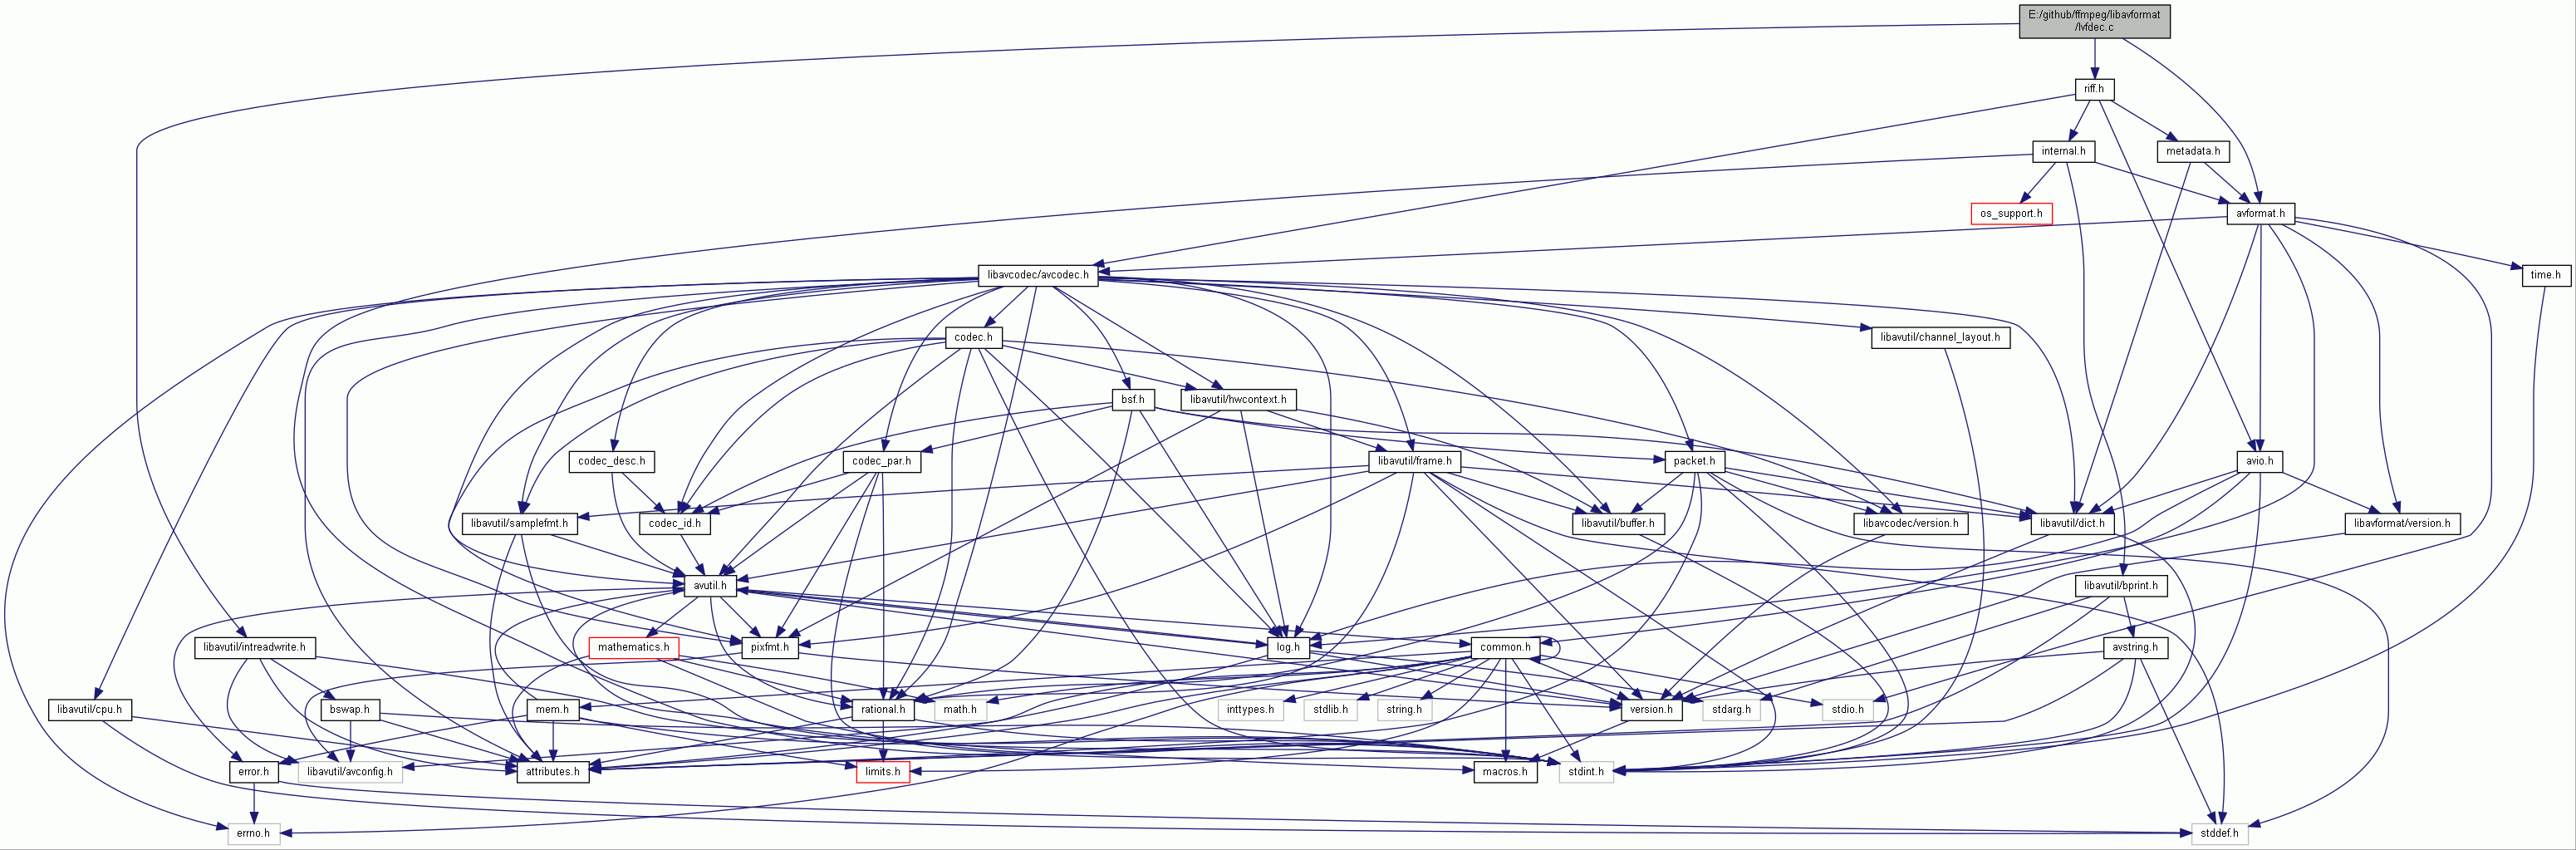 E:/github/ffmpeg/libavformat
/lvfdec.c
riff.h
internal.h
metadata.h
os_support.h
avformat.h
libavcodec/avcodec.h
time.h
codec.h
libavutil/channel_layout.h
bsf.h
libavutil/hwcontext.h
codec_desc.h
codec_par.h
libavutil/frame.h
packet.h
avio.h
libavutil/samplefmt.h
codec_id.h
libavutil/buffer.h
libavcodec/version.h
libavutil/dict.h
libavformat/version.h
avutil.h
libavutil/bprint.h
libavutil/intreadwrite.h
mathematics.h
pixfmt.h
log.h
common.h
avstring.h
libavutil/cpu.h
bswap.h
mem.h
rational.h
math.h
inttypes.h
stdlib.h
string.h
version.h
stdarg.h
stdio.h
error.h
libavutil/avconfig.h
attributes.h
limits.h
macros.h
stdint.h
errno.h
stddef.h